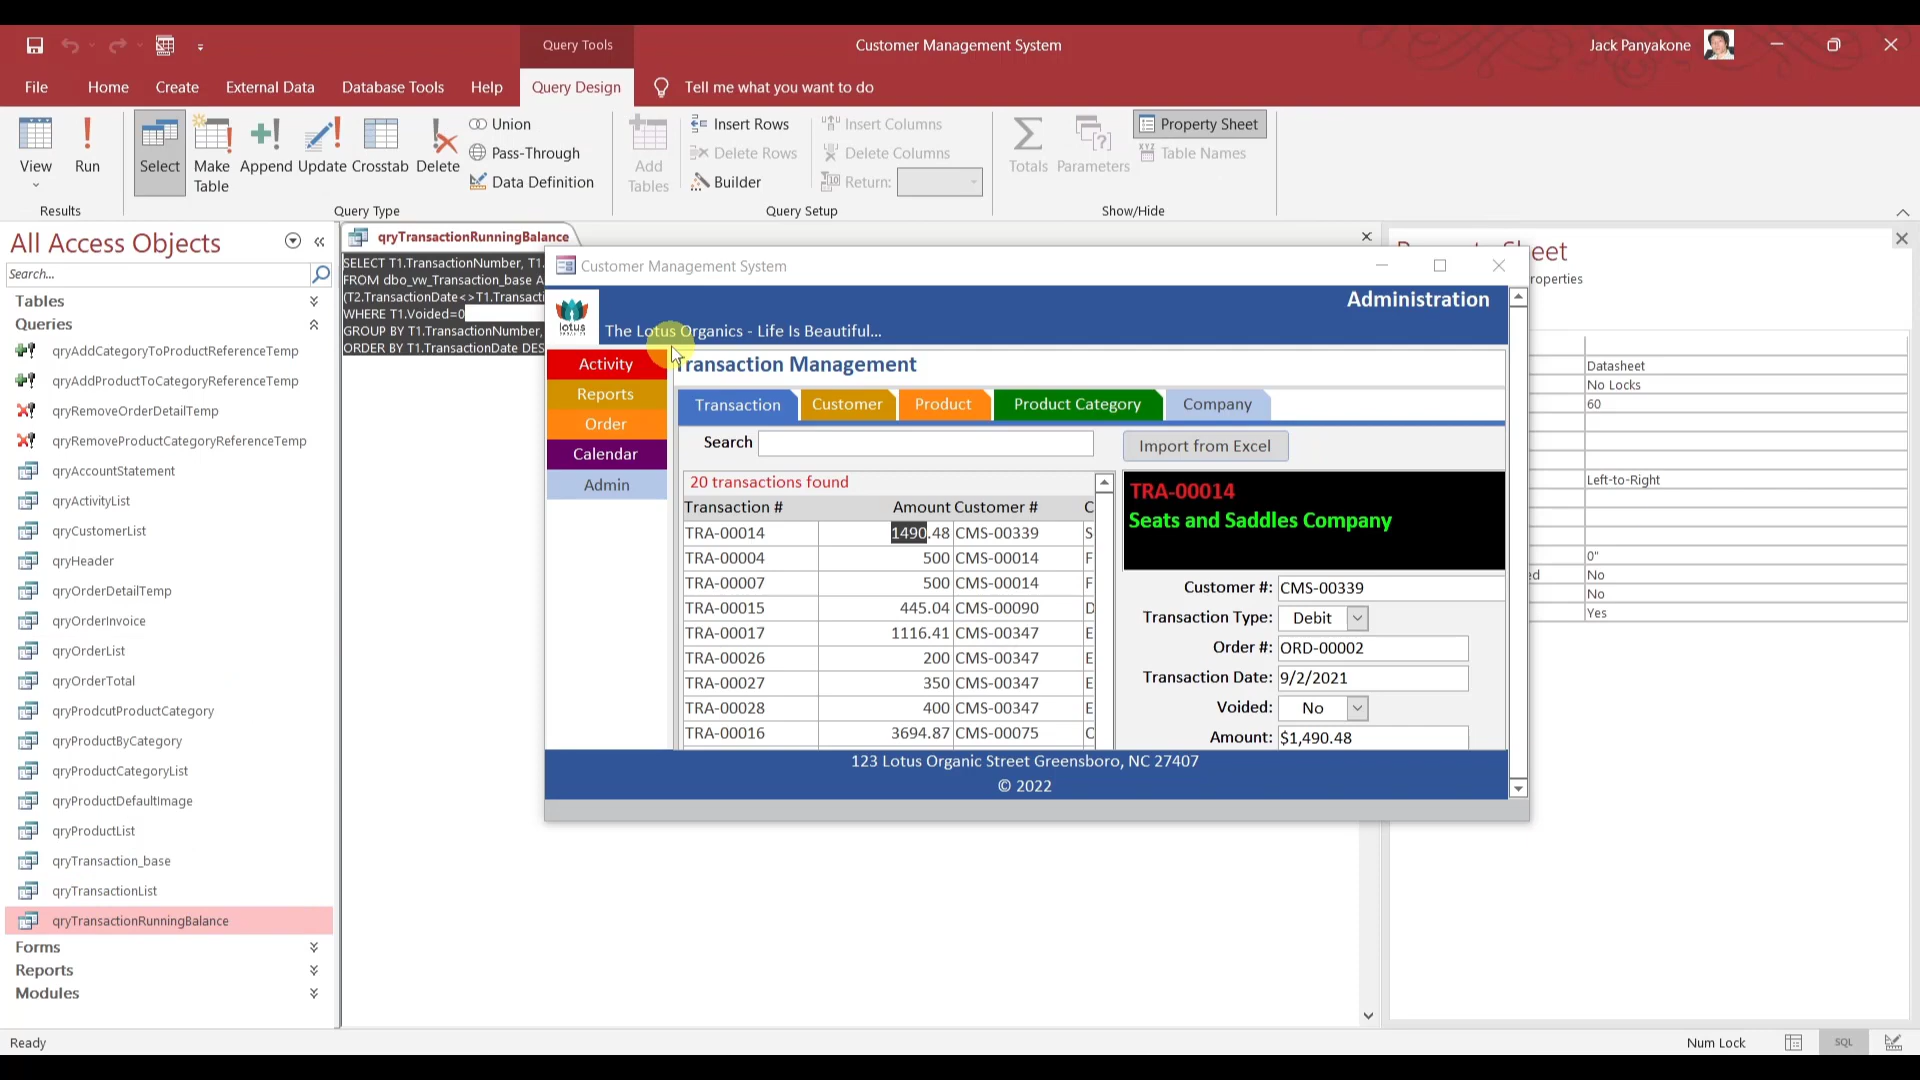 Query Tools
Customer Management System
Jack Panyakone
File Home Create External Data Database Tools Help Query Design Tell me what you want to do
View
Run
Select
Make Table
Append
Update
Crosstab
Delete
Union
Pass-Through
Data Definition
Add Tables
Insert Rows
Delete Rows
Builder
Insert Columns
Delete Columns
Return:
Totals
Parameters
Property Sheet
Table Names
Results
Query Type
Query Setup
Show/Hide
All Access Objects
Search...
Tables
Queries
qryAddCategoryToProductReferenceTemp
qryAddProductToCategoryReferenceTemp
qryRemoveOrderDetailTemp
qryRemoveProductCategoryReferenceTemp
qryAccountStatement
qryActivityList
qryCustomerList
qryHeader
qryOrderDetailTemp
qryOrderInvoice
qryOrderList
qryOrderTotal
qryProdcutProductCategory
qryProductByCategory
qryProductCategoryList
qryProductDefaultImage
qryProductList
qryTransaction_base
qryTransactionList
qryTransactionRunningBalance
Forms
Reports
Modules
qryTransactionRunningBalance
SELECT T1.TransactionNumber, T1.
FROM dbo_vw_Transaction_base A
(T2.TransactionDate<>T1.Transacti
WHERE T1.Voided=0
GROUP BY T1.TransactionNumber,
ORDER BY T1.TransactionDate DES
Customer Management System
Administration
lotus
The Lotus Organics - Life Is Beautiful...
Activity
Reports
Order
Calendar
Admin
Transaction Management
Transaction Customer Product Product Category Company
Search
Import from Excel
20 transactions found
Transaction # Amount Customer # C
TRA-00014 1490.48 CMS-00339 S
TRA-00004 500 CMS-00014 F
TRA-00007 500 CMS-00014 F
TRA-00015 445.04 CMS-00090 D
TRA-00017 1116.41 CMS-00347 E
TRA-00026 200 CMS-00347 E
TRA-00027 350 CMS-00347 E
TRA-00028 400 CMS-00347 E
TRA-00016 3694.87 CMS-00075 C
TRA-00014
Seats and Saddles Company
Customer #: CMS-00339
Transaction Type: Debit
Order #: ORD-00002
Transaction Date: 9/2/2021
Voided: No
Amount: $1,490.48
123 Lotus Organic Street Greensboro, NC 27407
© 2022
eet
roperties
Datasheet
No Locks
60
Left-to-Right
0"
d No
No
Yes
Ready
Num Lock
SQL